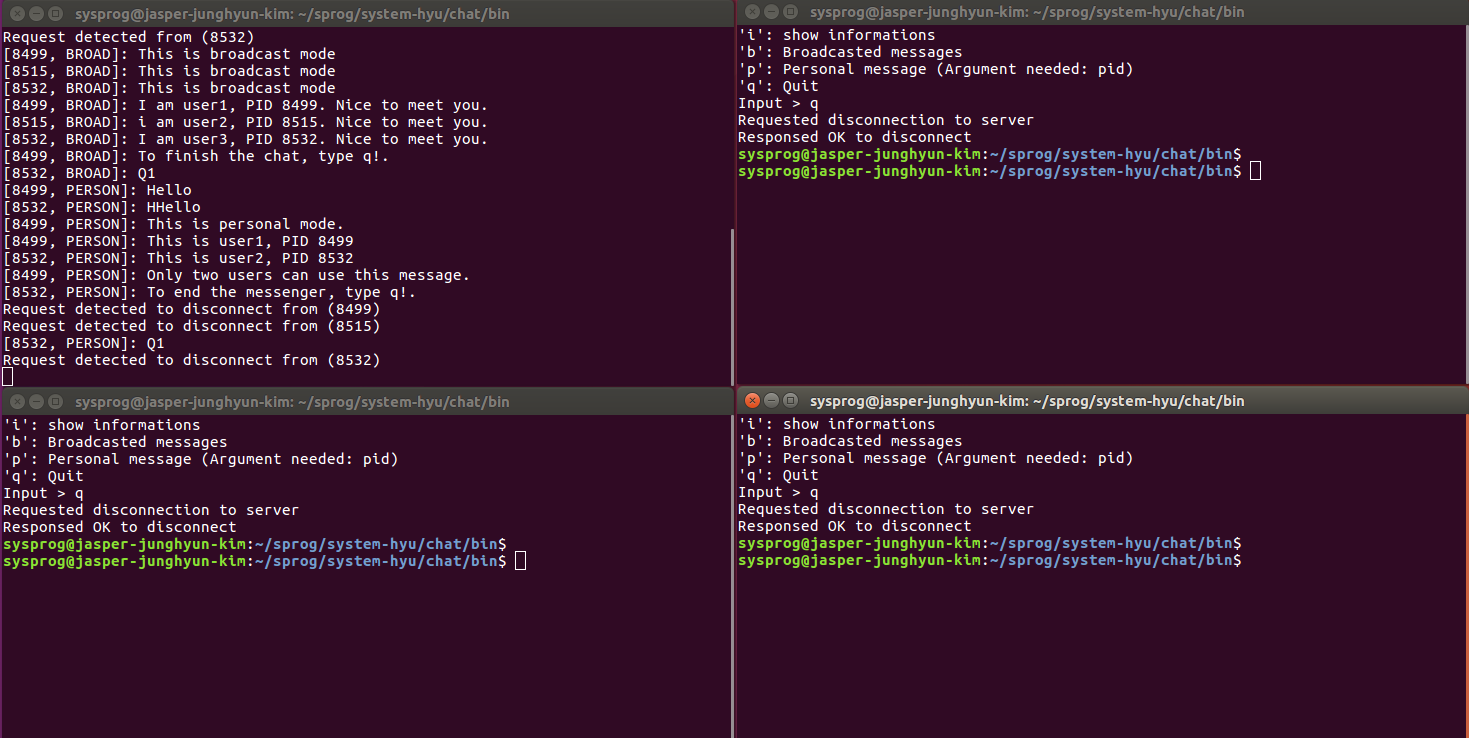 sysprog@jasper-junghyun-kim: ~/sprog/system-hyu/chat/bin
Request detected from (8532)
[8499, BROAD]: This is broadcast mode
[8515, BROAD]: This is broadcast mode
[8532, BROAD]: This is broadcast mode
[8499, BROAD]: I am user1, PID 8499. Nice to meet you.
[8515, BROAD]: i am user2, PID 8515. Nice to meet you.
[8532, BROAD]: I am user3, PID 8532. Nice to meet you.
[8499, BROAD]: To finish the chat, type q!.
[8532, BROAD]: Q1
[8499, PERSON]: Hello
[8532, PERSON]: HHello
[8499, PERSON]: This is personal mode.
[8499, PERSON]: This is user1, PID 8499
[8532, PERSON]: This is user2, PID 8532
[8499, PERSON]: Only two users can use this message.
[8532, PERSON]: To end the messenger, type q!.
Request detected to disconnect from (8499)
Request detected to disconnect from (8515)
[8532, PERSON]: Q1
Request detected to disconnect from (8532)
sysprog@jasper-junghyun-kim: ~/sprog/system-hyu/chat/bin
'i': show informations
'b': Broadcasted messages
'p': Personal message (Argument needed: pid)
'q': Quit
Input > q
Requested disconnection to server
Responsed OK to disconnect
sysprog@jasper-junghyun-kim:~/sprog/system-hyu/chat/bin$
sysprog@jasper-junghyun-kim:~/sprog/system-hyu/chat/bin$
sysprog@jasper-junghyun-kim: ~/sprog/system-hyu/chat/bin
'i': show informations
'b': Broadcasted messages
'p': Personal message (Argument needed: pid)
'q': Quit
Input > q
Requested disconnection to server
Responsed OK to disconnect
sysprog@jasper-junghyun-kim:~/sprog/system-hyu/chat/bin$
sysprog@jasper-junghyun-kim:~/sprog/system-hyu/chat/bin$
sysprog@jasper-junghyun-kim: ~/sprog/system-hyu/chat/bin
'i': show informations
'b': Broadcasted messages
'p': Personal message (Argument needed: pid)
'q': Quit
Input > q
Requested disconnection to server
Responsed OK to disconnect
sysprog@jasper-junghyun-kim:~/sprog/system-hyu/chat/bin$
sysprog@jasper-junghyun-kim:~/sprog/system-hyu/chat/bin$